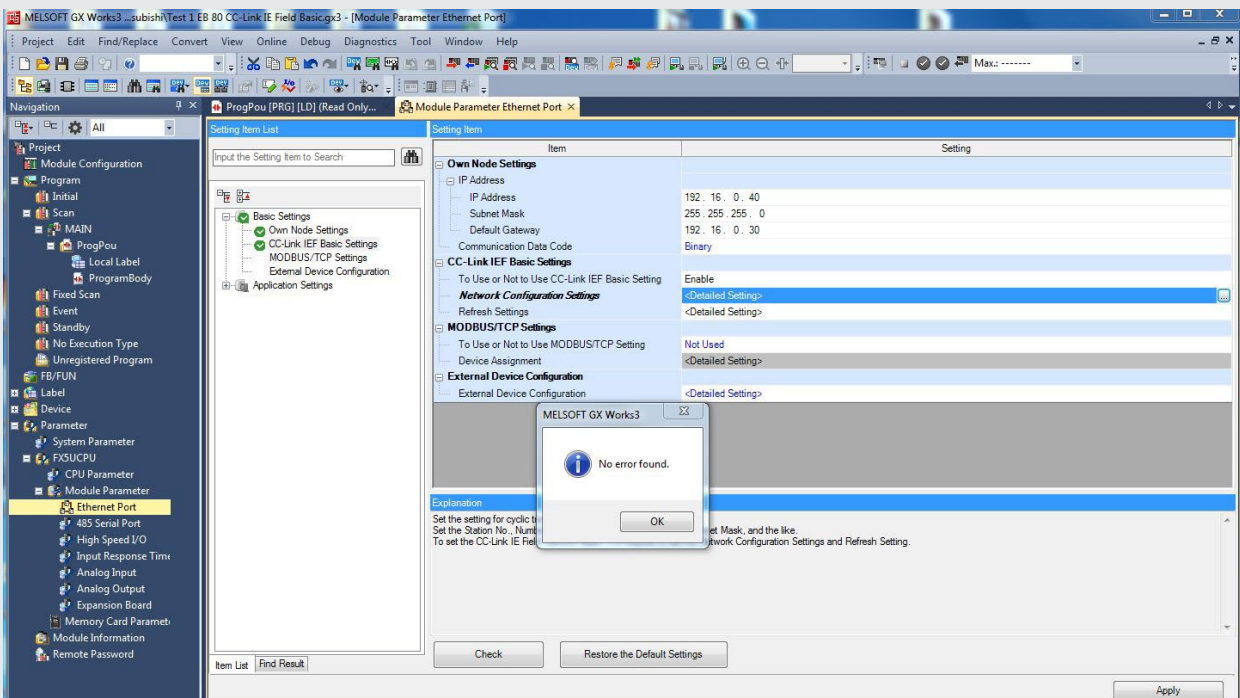 MELSOFT GX Works3 ...subishi\Test 1 EB 80 CC-Link IE Field Basic.gx3 - [Module Parameter Ethernet Port]
Project Edit Find/Replace Convert View Online Debug Diagnostics Tool Window Help
Max.: -------
Navigation
ProgPou [PRG] [LD] (Read Only...
Module Parameter Ethernet Port
All
Project
Module Configuration
Program
Initial
Scan
MAIN
ProgPou
Local Label
ProgramBody
Fixed Scan
Event
Standby
No Execution Type
Unregistered Program
FB/FUN
Label
Device
Parameter
System Parameter
FX5UCPU
CPU Parameter
Module Parameter
Ethernet Port
485 Serial Port
High Speed I/O
Input Response Time
Analog Input
Analog Output
Expansion Board
Memory Card Paramet
Module Information
Remote Password
Setting Item List
Input the Setting Item to Search
Basic Settings
Own Node Settings
CC-Link IEF Basic Settings
MODBUS/TCP Settings
External Device Configuration
Application Settings
Item List Find Result
Setting Item
Item Setting
Own Node Settings
IP Address
IP Address 192 . 16 . 0 . 40
Subnet Mask 255 . 255 . 255 . 0
Default Gateway 192 . 16 . 0 . 30
Communication Data Code Binary
CC-Link IEF Basic Settings
To Use or Not to Use CC-Link IEF Basic Setting Enable
Network Configuration Settings <Detailed Setting>
Refresh Settings <Detailed Setting>
MODBUS/TCP Settings
To Use or Not to Use MODBUS/TCP Setting Not Used
Device Assignment <Detailed Setting>
External Device Configuration
External Device Configuration <Detailed Setting>
MELSOFT GX Works3
No error found.
OK
Explanation
Set the setting for cyclic
Set the Station No., et Mask, and the like.
To set the CC-Link IE Network Configuration Settings and Refresh Setting.
Check Restore the Default Settings
Apply